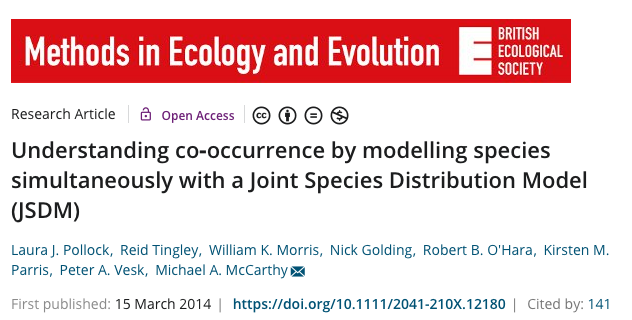 Methods in Ecology and Evolution
BRITISH
ECOLOGICAL
SOCIETY
Research Article | Open Access | cc
Understanding co-occurrence by modelling species
simultaneously with a Joint Species Distribution Model
(JSDM)
Laura J. Pollock, Reid Tingley, William K. Morris, Nick Golding, Robert B. O'Hara, Kirsten M.
Parris, Peter A. Vesk, Michael A. McCarthy
First published: 15 March 2014 | https://doi.org/10.1111/2041-210X.12180 | Cited by: 141